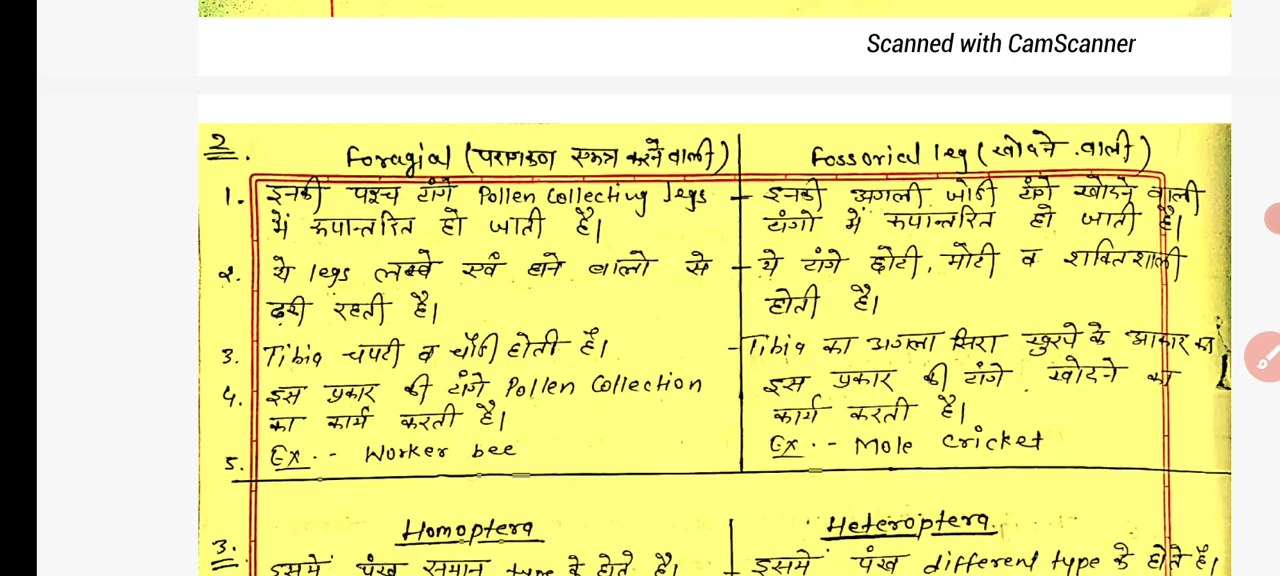 Scanned with CamScanner
2. Foragial (परागकण एकत्र करने वाली) Fossorial leg (खोदने वाली)
1. इनकी पश्च टांगे Pollen Collecting legs - इनकी अगली जोडी टांगे खोदने वाली
में रूपान्तरित हो जाती है। टांगो में रूपान्तरित हो जाती है।
2. ये legs लम्बे एवं घने बालो से - ये टांगे छोटी, मोटी व शक्तिशाली
ढकी रहती है। होती है।
3. Tibia चपटी व चौडी होती है। - Tibia का अगला सिरा खुरपे के आकार का
4. इस प्रकार की टांगे Pollen Collection इस प्रकार की टांगे खोदने का
का कार्य करती है। कार्य करती है।
5. Ex. - Worker bee Ex. - Mole cricket
3. Homoptera Heteroptera.
इसमें पंख समान type के होते है। इसमें पंख different type के होते है।